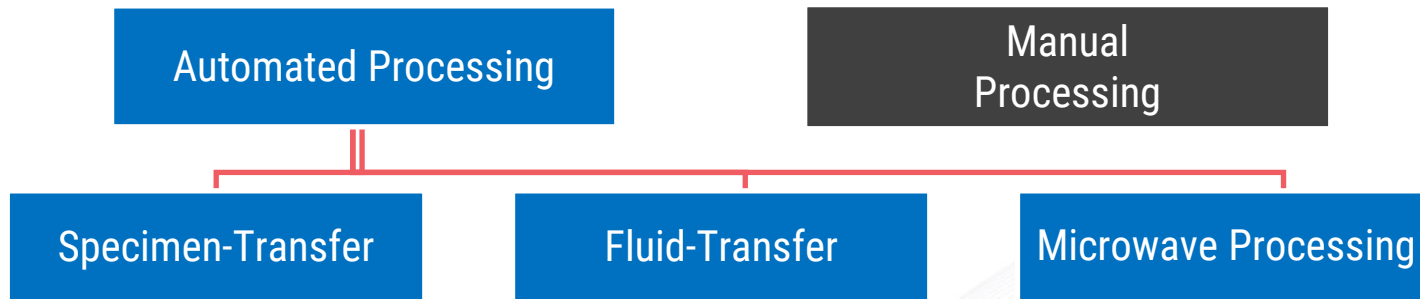 Automated Processing
Manual
Processing
Specimen-Transfer
Fluid-Transfer
Microwave Processing